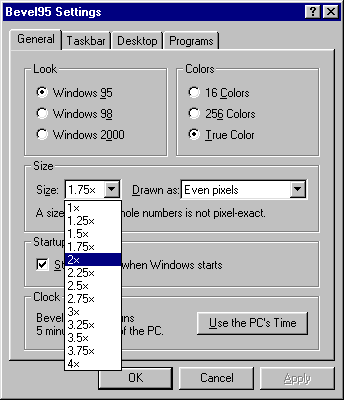 Bevel95 Settings
General Taskbar Desktop Programs
Look
Windows 95
Windows 98
Windows 2000
Colors
16 Colors
256 Colors
True Color
Size
Size: 1.75× Drawn as: Even pixels
A size hole numbers is not pixel-exact.
1×
1.25×
1.5×
1.75×
2×
2.25×
2.5×
2.75×
3×
3.25×
3.5×
3.75×
4×
Startup
when Windows starts
Clock
Bevel
5 of the PC.
Use the PC's Time
OK Cancel Apply